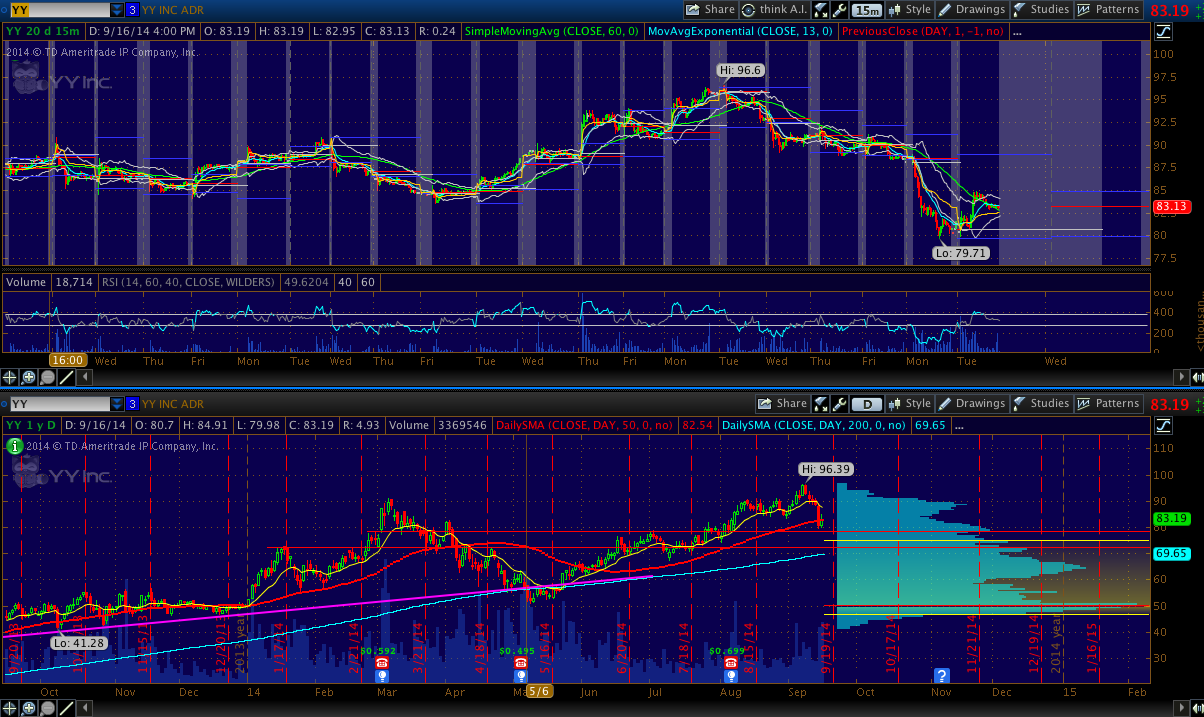 YY 3 YY INC ADR Share think A.I. 15m Style Drawings Studies Patterns 83.19
YY 20 d 15m D: 9/16/14 4:00 PM O: 83.19 H: 83.19 L: 82.95 C: 83.13 R: 0.24 SimpleMovingAvg (CLOSE, 60, 0) MovAvgExponential (CLOSE, 13, 0) PreviousClose (DAY, 1, -1, no) ...
2014 © TD Ameritrade IP Company, Inc.
YY Inc.
Hi: 96.6
Lo: 79.71
100
97.5
95
92.5
90
87.5
85
83.13
80
77.5
Volume 18,714 RSI (14, 60, 40, CLOSE, WILDERS) 49.6204 40 60
600
400
200
0
16:00 Wed Thu Fri Mon Tue Wed Thu Fri Tue Wed Thu Fri Mon Tue Wed Thu Fri Mon Tue Wed
YY 3 YY INC ADR Share D Style Drawings Studies Patterns 83.19
YY 1 y D D: 9/16/14 O: 80.7 H: 84.91 L: 79.98 C: 83.19 R: 4.93 Volume 3369546 DailySMA (CLOSE, DAY, 50, 0, no) 82.54 DailySMA (CLOSE, DAY, 200, 0, no) 69.65 ...
2014 © TD Ameritrade IP Company, Inc.
YY Inc.
Hi: 96.39
Lo: 41.28
110
100
90
83.19
80
69.65
60
50
40
30
12/20/13
2013 year
1/17/14
2/21/14
4/18/14
5/16/14
6/20/14
7/18/14
8/15/14
9/19/14
10/17/14
11/21/14
12/19/14
2014 year
1/16/15
$0.592
$0.495
$0.699
Oct Nov Dec 14 Feb Mar Apr 5/6 Jun Jul Aug Sep Oct Nov Dec 15 Feb